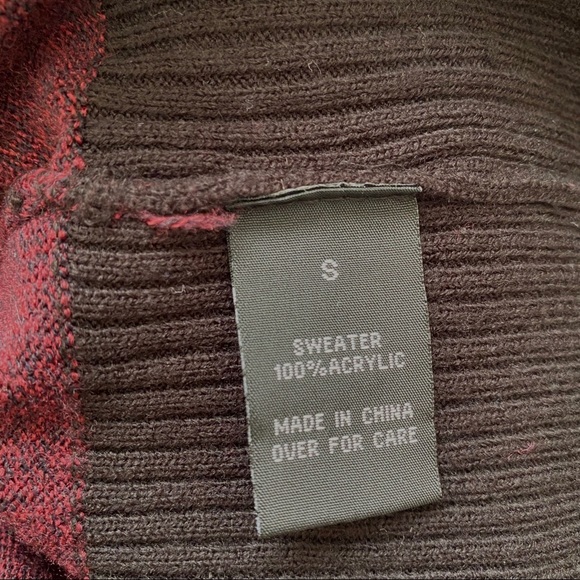 S
SWEATER
100%ACRYLIC
MADE IN CHINA
OVER FOR CARE